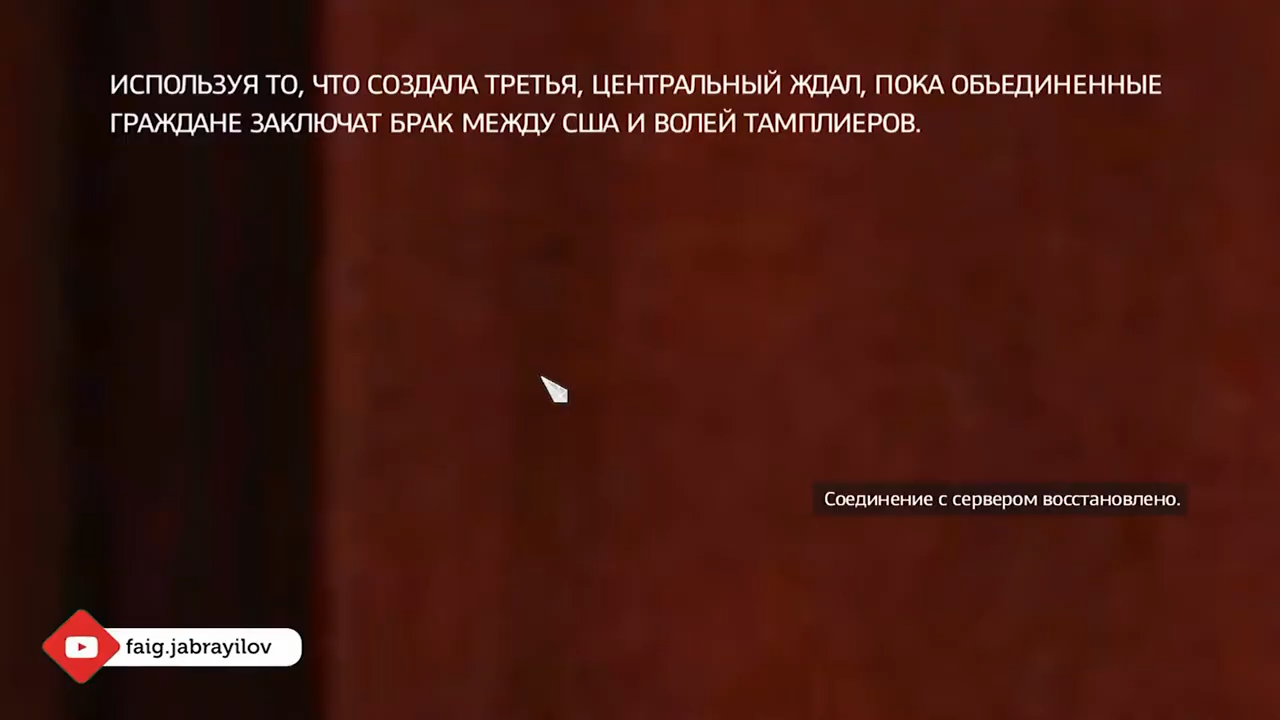 ИСПОЛЬЗУЯ ТО, ЧТО СОЗДАЛА ТРЕТЬЯ, ЦЕНТРАЛЬНЫЙ ЖДАЛ, ПОКА ОБЪЕДИНЕННЫЕ
ГРАЖДАНЕ ЗАКЛЮЧАТ БРАК МЕЖДУ США И ВОЛЕЙ ТАМПЛИЕРОВ.
Соединение с сервером восстановлено.
faig.jabrayilov